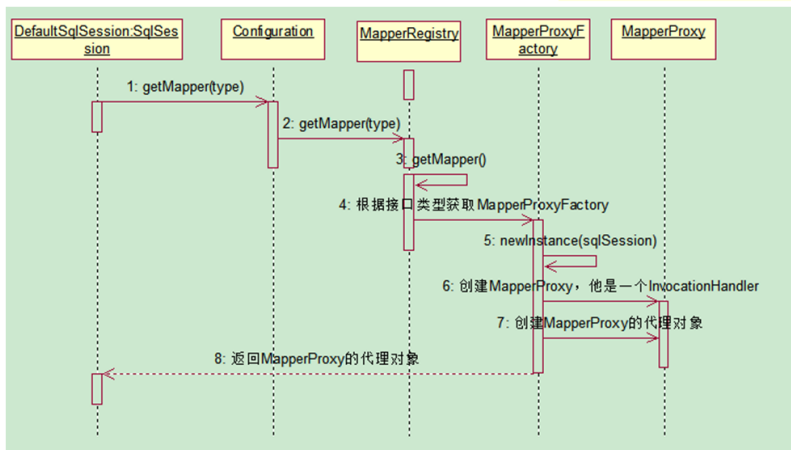 DefaultSqlSession:SqlSes
sion
Configuration
MapperRegistry
MapperProxyF
actory
MapperProxy
1: getMapper(type)
2: getMapper(type)
3: getMapper()
4: 根据接口类型获取MapperProxyFactory
5: newInstance(sqlSession)
6: 创建MapperProxy，他是一个InvocationHandler
7: 创建MapperProxy的代理对象
8: 返回MapperProxy的代理对象